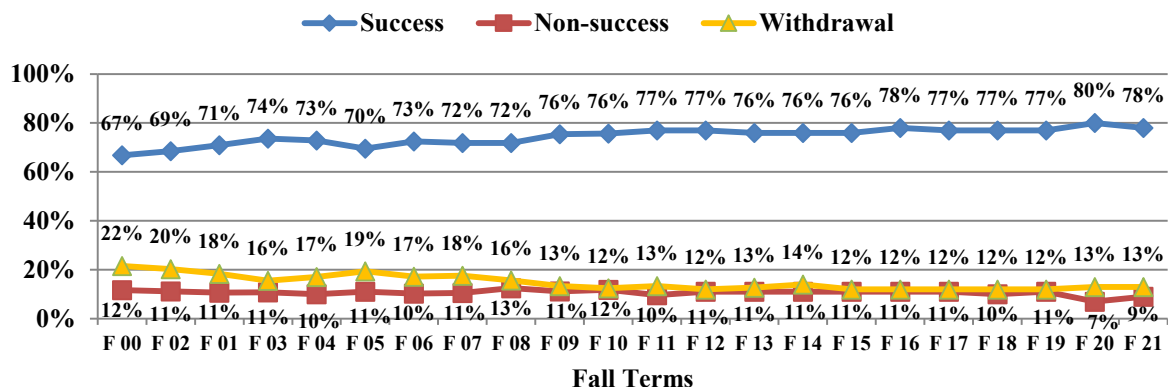 Success Non-success Withdrawal
100%
80%
60%
40%
20%
0%
67% 69% 71% 74% 73% 70% 73% 72% 72% 76% 76% 77% 77% 76% 76% 76% 78% 77% 77% 77% 80% 78%
22% 20% 18% 16% 17% 19% 17% 18% 16% 13% 12% 13% 12% 13% 14% 12% 12% 12% 12% 12% 13% 13%
12% 11% 11% 11% 10% 11% 10% 11% 13% 11% 12% 10% 11% 11% 11% 11% 11% 11% 10% 11% 7% 9%
F 00 F 02 F 01 F 03 F 04 F 05 F 06 F 07 F 08 F 09 F 10 F 11 F 12 F 13 F 14 F 15 F 16 F 17 F 18 F 19 F 20 F 21
Fall Terms